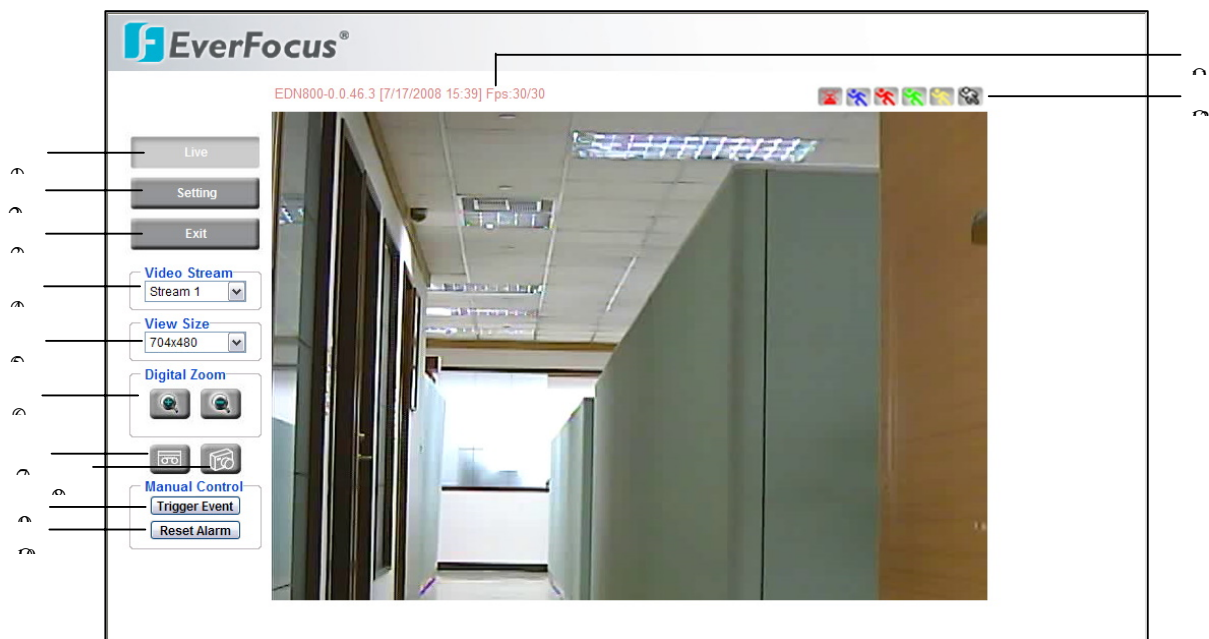 EverFocus®
EDN800-0.0.46.3 [7/17/2008 15:39] Fps:30/30
Live
Setting
Exit
Video Stream
Stream 1
View Size
704x480
Digital Zoom
Manual Control
Trigger Event
Reset Alarm